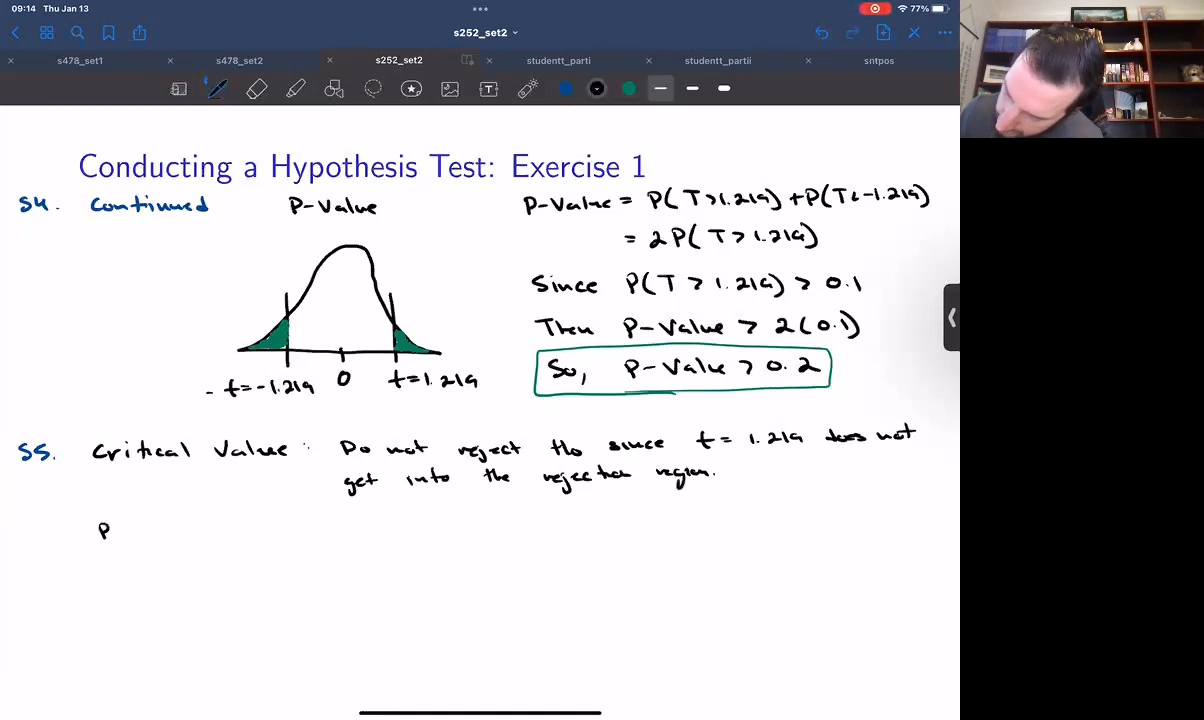 09:14 Thu Jan 13
77%
s252_set2
s478_set1
s478_set2
s252_set2
studentt_parti
studentt_partii
sntpos
Conducting a Hypothesis Test: Exercise 1
S4. Continued P-Value
P-Value = P(T > 1.219) + P(T < -1.219)
= 2P(T > 1.219)
Since P(T > 1.219) > 0.1
Then P-Value > 2(0.1)
So, P-Value > 0.2
- t = -1.219 0 t = 1.219
S5. Critical Value: Do not reject Ho since t = 1.219 does not
get into the rejection region.
P